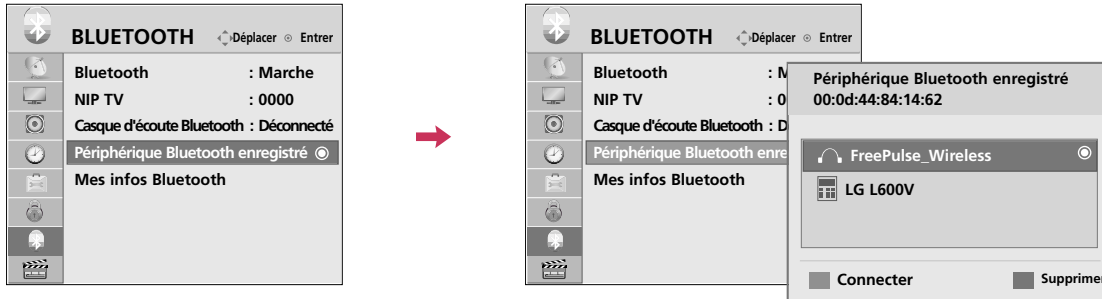 BLUETOOTH Déplacer Entrer
Bluetooth : Marche
NIP TV : 0000
Casque d'écoute Bluetooth : Déconnecté
Périphérique Bluetooth enregistré
Mes infos Bluetooth
BLUETOOTH Déplacer Entrer
Bluetooth : M
NIP TV : 0
Casque d'écoute Bluetooth : D
Périphérique Bluetooth enre
Mes infos Bluetooth
Périphérique Bluetooth enregistré
00:0d:44:84:14:62
FreePulse_Wireless
LG L600V
Connecter Supprimer